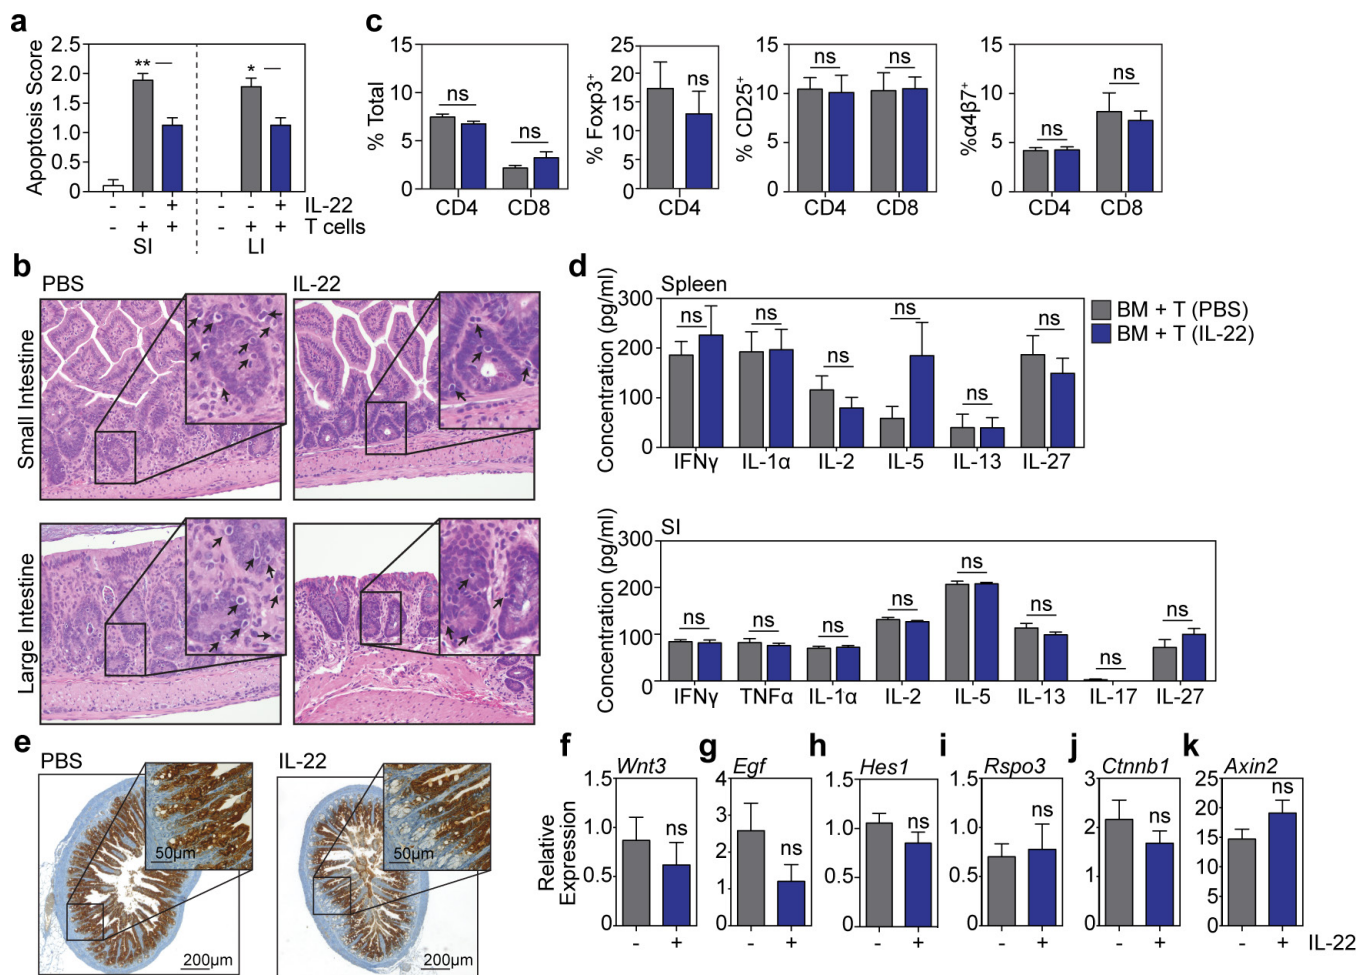 a
Apoptosis Score
2.5
2.0
1.5
1.0
0.5
0
** *
- - + - - + IL-22
- + + - + + T cells
SI LI
c
% Total
15
10
5
0
ns ns
CD4 CD8
% Foxp3⁺
25
20
15
10
5
0
ns
CD4
% CD25⁺
15
10
5
0
ns ns
CD4 CD8
%α4β7⁺
15
10
5
0
ns ns
CD4 CD8
b
PBS IL-22
Small Intestine
Large Intestine
d
Spleen
Concentration (pg/ml)
300
200
100
0
ns ns ns ns ns ns
IFNγ IL-1α IL-2 IL-5 IL-13 IL-27
BM + T (PBS)
BM + T (IL-22)
SI
Concentration (pg/ml)
300
200
100
0
ns ns ns ns ns ns ns ns
IFNγ TNFα IL-1α IL-2 IL-5 IL-13 IL-17 IL-27
e
PBS IL-22
50μm 50μm
200μm 200μm
Relative
Expression
f
Wnt3
1.5
1.0
0.5
0
ns
- +
g
Egf
4
3
2
1
0
ns
- +
h
Hes1
1.5
1.0
0.5
0
ns
- +
i
Rspo3
1.5
1.0
0.5
0
ns
- +
j
Ctnnb1
3
2
1
0
ns
- +
k
Axin2
25
20
15
10
5
0
ns
- + IL-22